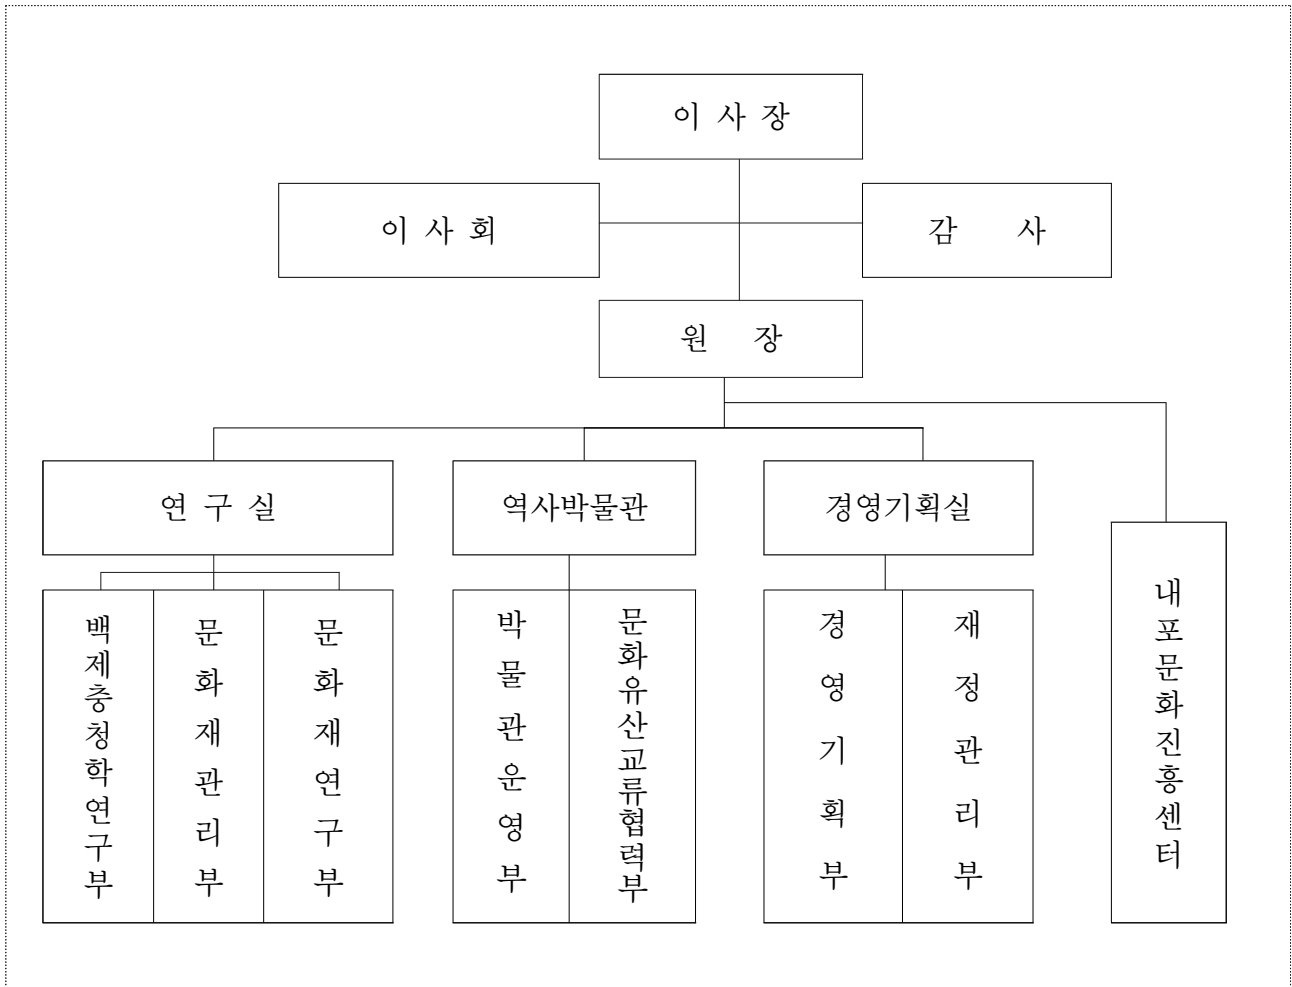 이 사 장
이 사 회
감 사
원 장
연 구 실
역사박물관
경영기획실
백제충청학연구부
문화재관리부
문화재연구부
박물관운영부
문화유산교류협력부
경영기획부
재정관리부
내포문화진흥센터